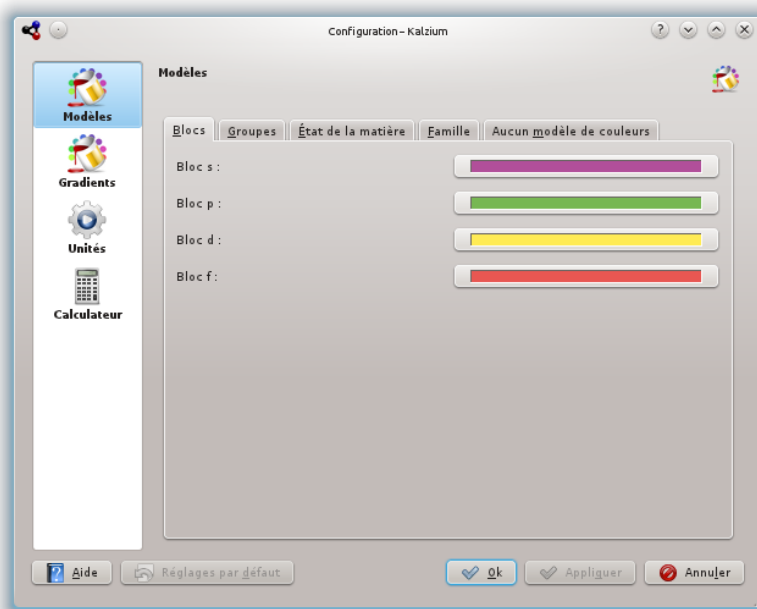 Configuration – Kalzium
Modèles
Modèles
Gradients
Unités
Calculateur
Blocs Groupes État de la matière Famille Aucun modèle de couleurs
Bloc s :
Bloc p :
Bloc d :
Bloc f :
Aide Réglages par défaut Ok Appliquer Annuler